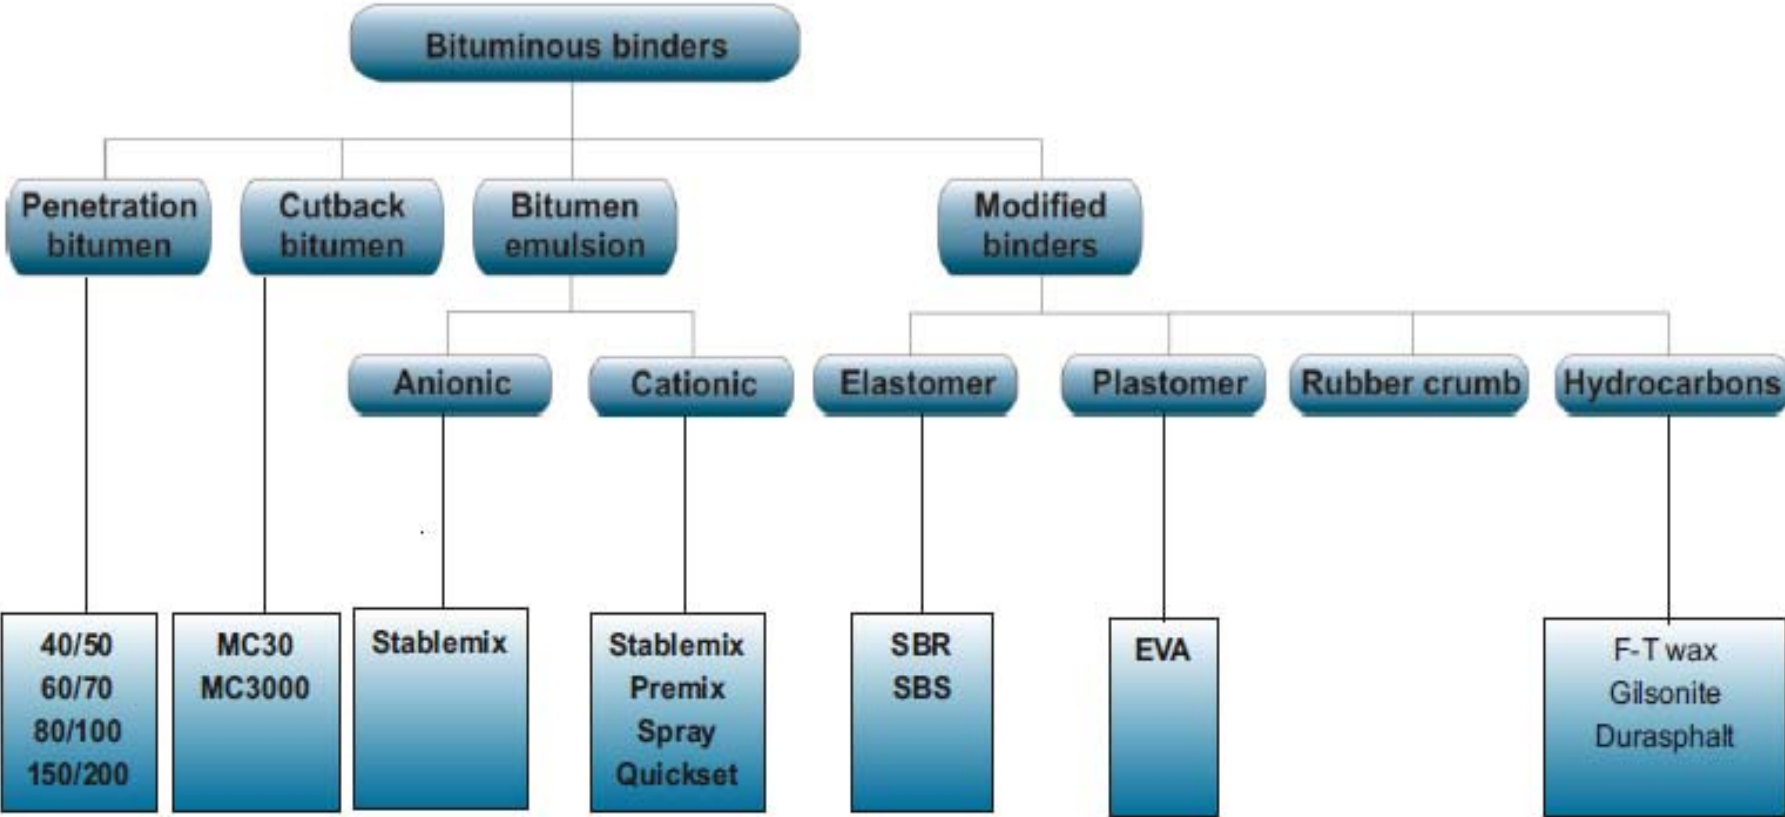 Bituminous binders
Penetration
bitumen
Cutback
bitumen
Bitumen
emulsion
Modified
binders
Anionic
Cationic
Elastomer
Plastomer
Rubber crumb
Hydrocarbons
40/50
60/70
80/100
150/200
MC30
MC3000
Stablemix
Stablemix
Premix
Spray
Quickset
SBR
SBS
EVA
F-T wax
Gilsonite
Durasphalt